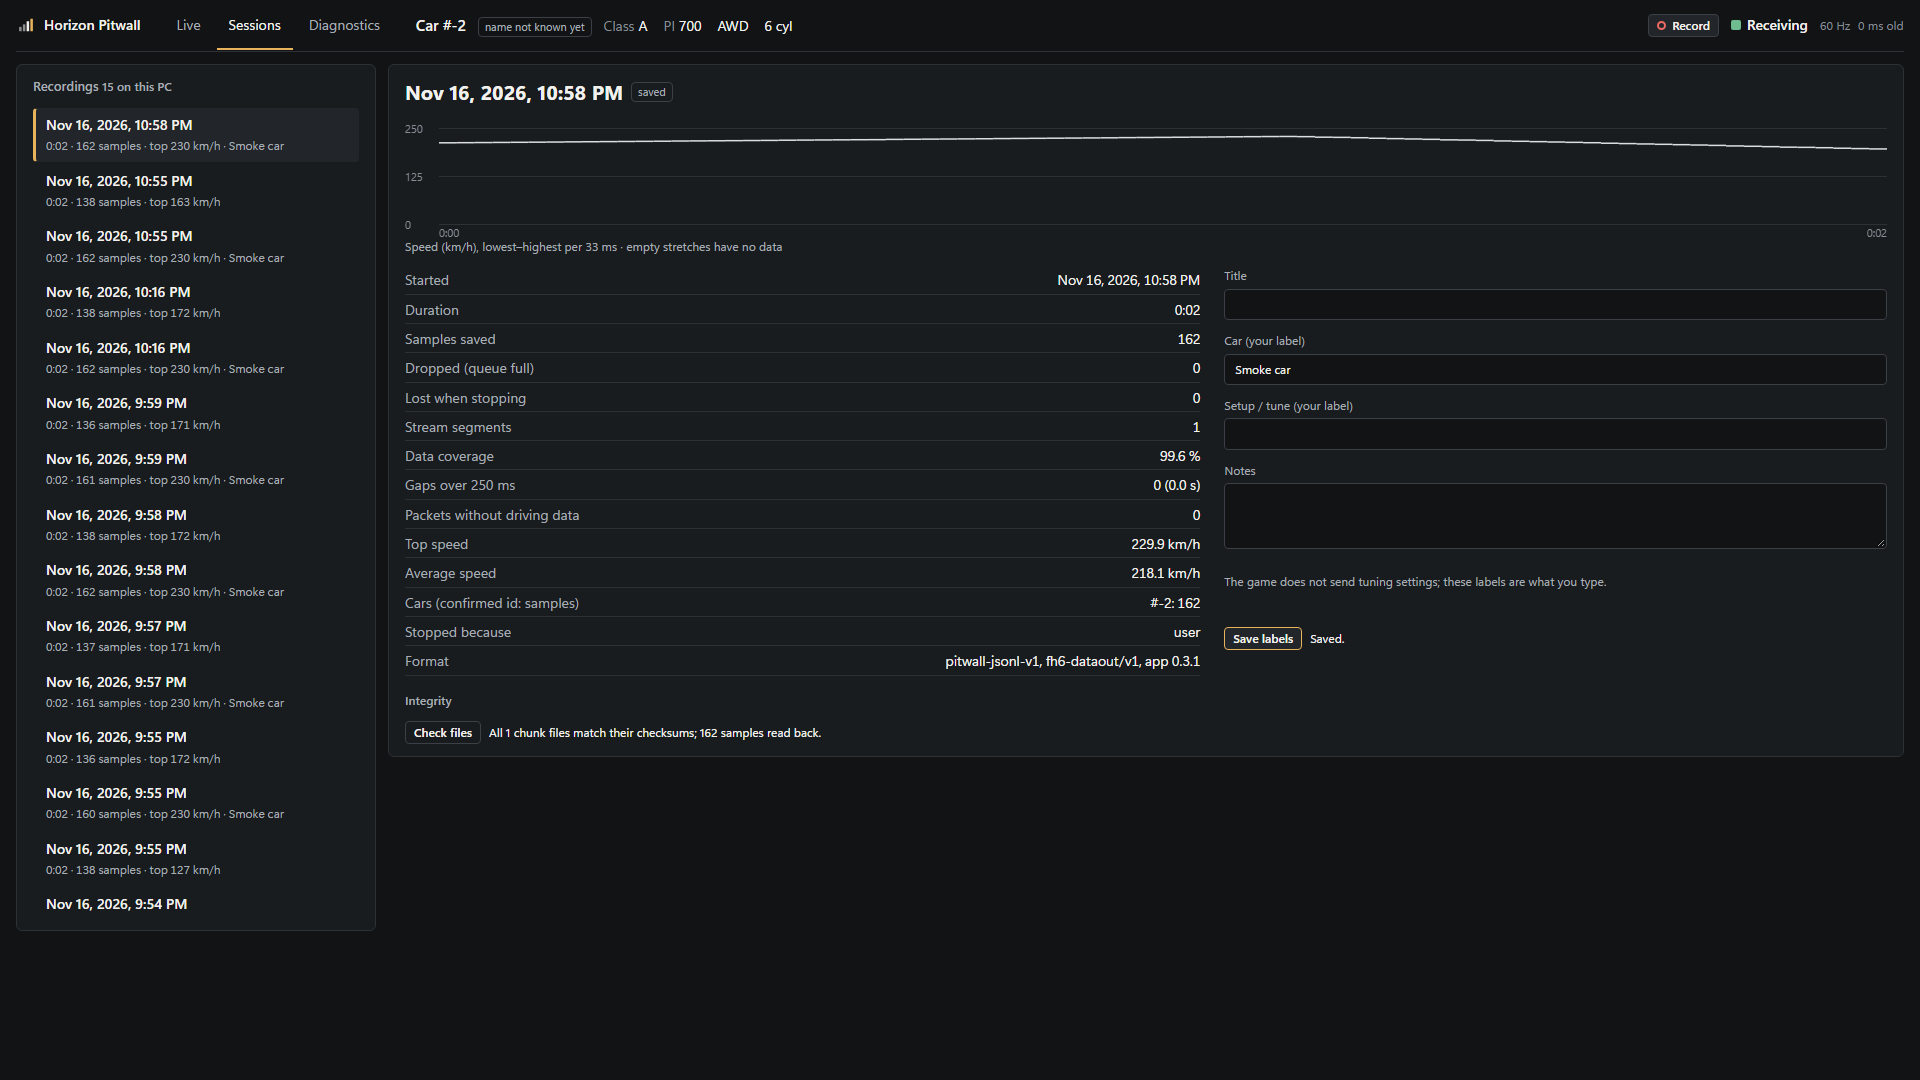 Horizon Pitwall
Live
Sessions
Diagnostics
Car #-2
name not known yet
Class A
PI 700
AWD
6 cyl
Record
Receiving
60 Hz
0 ms old
Recordings 15 on this PC
Nov 16, 2026, 10:58 PM
0:02 · 162 samples · top 230 km/h · Smoke car
Nov 16, 2026, 10:55 PM
0:02 · 138 samples · top 163 km/h
Nov 16, 2026, 10:55 PM
0:02 · 162 samples · top 230 km/h · Smoke car
Nov 16, 2026, 10:16 PM
0:02 · 138 samples · top 172 km/h
Nov 16, 2026, 10:16 PM
0:02 · 162 samples · top 230 km/h · Smoke car
Nov 16, 2026, 9:59 PM
0:02 · 136 samples · top 171 km/h
Nov 16, 2026, 9:59 PM
0:02 · 161 samples · top 230 km/h · Smoke car
Nov 16, 2026, 9:58 PM
0:02 · 138 samples · top 172 km/h
Nov 16, 2026, 9:58 PM
0:02 · 162 samples · top 230 km/h · Smoke car
Nov 16, 2026, 9:57 PM
0:02 · 137 samples · top 171 km/h
Nov 16, 2026, 9:57 PM
0:02 · 161 samples · top 230 km/h · Smoke car
Nov 16, 2026, 9:55 PM
0:02 · 136 samples · top 172 km/h
Nov 16, 2026, 9:55 PM
0:02 · 160 samples · top 230 km/h · Smoke car
Nov 16, 2026, 9:55 PM
0:02 · 138 samples · top 127 km/h
Nov 16, 2026, 9:54 PM
Nov 16, 2026, 10:58 PM
saved
250
125
0
0:00
0:02
Speed (km/h), lowest–highest per 33 ms · empty stretches have no data
Started Nov 16, 2026, 10:58 PM
Duration 0:02
Samples saved 162
Dropped (queue full) 0
Lost when stopping 0
Stream segments 1
Data coverage 99.6 %
Gaps over 250 ms 0 (0.0 s)
Packets without driving data 0
Top speed 229.9 km/h
Average speed 218.1 km/h
Cars (confirmed id: samples) #-2: 162
Stopped because user
Format pitwall-jsonl-v1, fh6-dataout/v1, app 0.3.1
Integrity
Check files
All 1 chunk files match their checksums; 162 samples read back.
Title
Car (your label)
Smoke car
Setup / tune (your label)
Notes
The game does not send tuning settings; these labels are what you type.
Save labels
Saved.